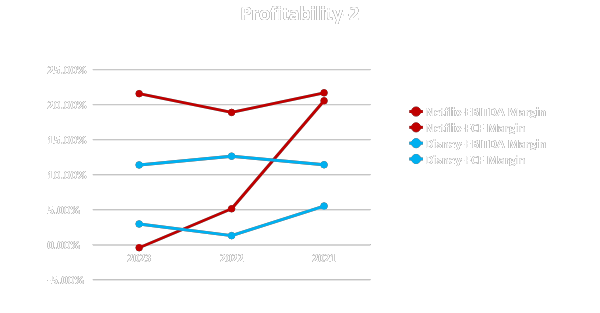 Profitability 2
25.00%
20.00%
15.00%
10.00%
5.00%
0.00%
-5.00%
2023 2022 2021
Netflix EBITDA Margin
Netflix FCF Margin
Disney EBITDA Margin
Disney FCF Margin